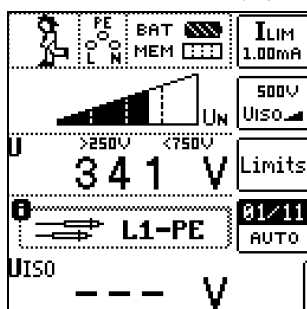 PE
L N
BAT
MEM
ILIM
1.00mA
UN
500V
UISO
U
>250V <750V
341 V
Limits
L1-PE
01/11
AUTO
UISO
--- V